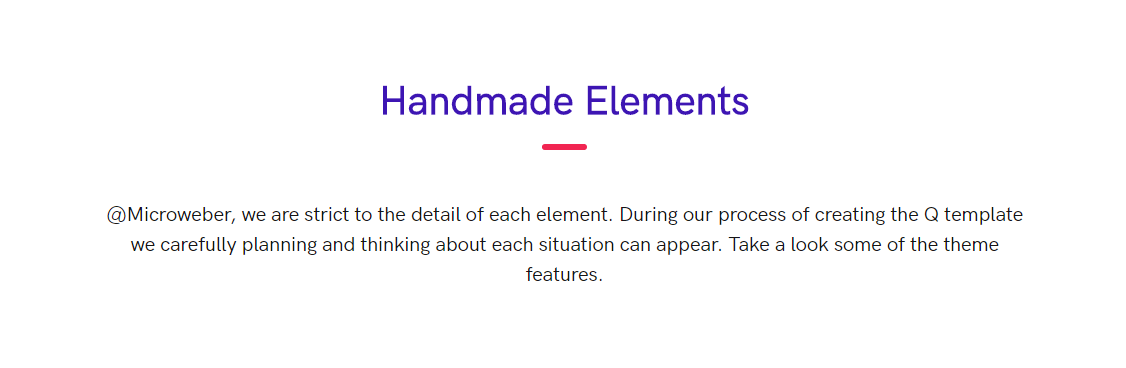 Handmade Elements
@Microweber, we are strict to the detail of each element. During our process of creating the Q template
we carefully planning and thinking about each situation can appear. Take a look some of the theme
features.